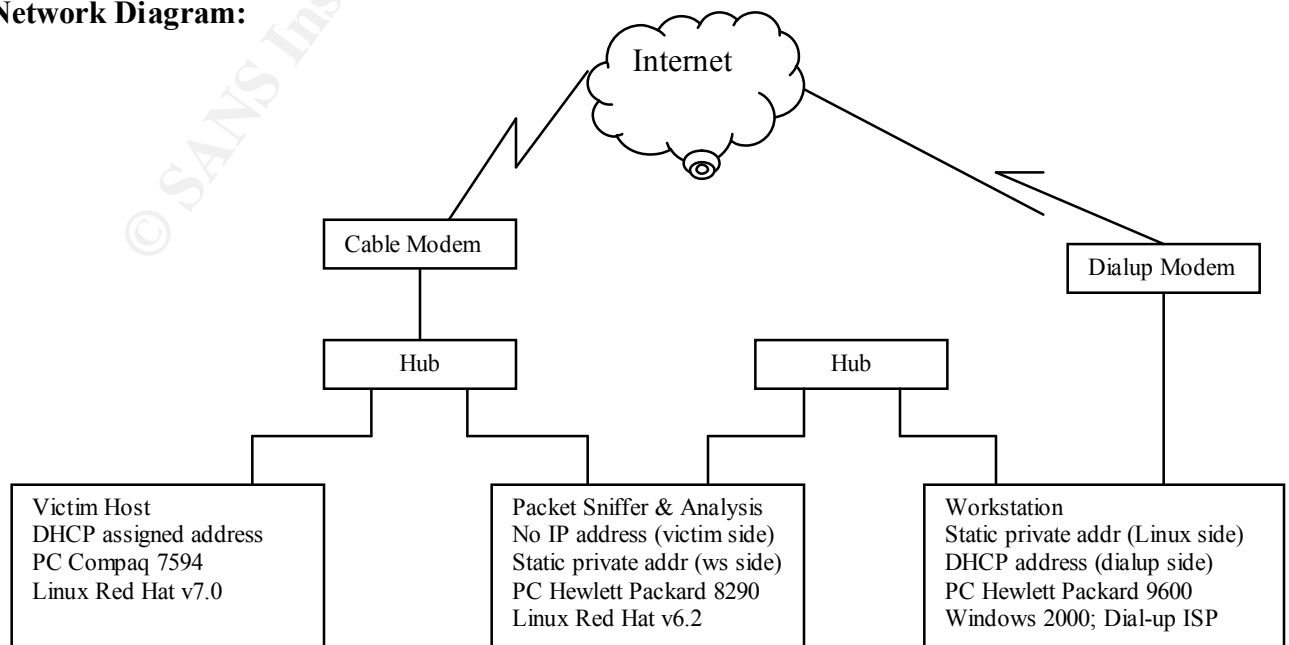 Network Diagram:
Internet
© SANS Ins
Cable Modem
Dialup Modem
Hub
Hub
Victim Host
DHCP assigned address
PC Compaq 7594
Linux Red Hat v7.0
Packet Sniffer & Analysis
No IP address (victim side)
Static private addr (ws side)
PC Hewlett Packard 8290
Linux Red Hat v6.2
Workstation
Static private addr (Linux side)
DHCP address (dialup side)
PC Hewlett Packard 9600
Windows 2000; Dial-up ISP